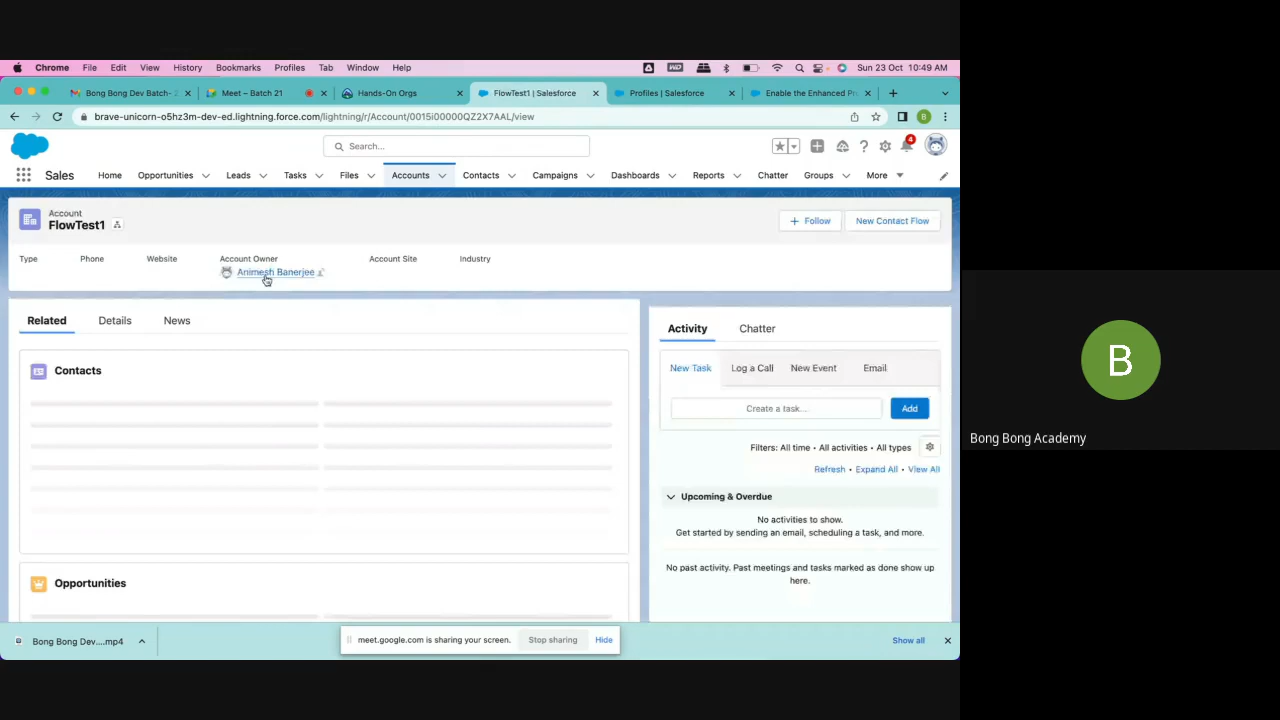 Chrome File Edit View History Bookmarks Profiles Tab Window Help Sun 23 Oct 10:49 AM
Bong Bong Dev Batch- 2 Meet – Batch 21 Hands-On Orgs FlowTest1 | Salesforce Profiles | Salesforce Enable the Enhanced Pr
brave-unicorn-o5hz3m-dev-ed.lightning.force.com/lightning/r/Account/0015i00000QZ2X7AAL/view B
Search... 4
Sales Home Opportunities Leads Tasks Files Accounts Contacts Campaigns Dashboards Reports Chatter Groups More
Account
FlowTest1
+ Follow New Contact Flow
Type Phone Website Account Owner Account Site Industry
Animesh Banerjee
Related Details News
Contacts
Opportunities
Activity Chatter
New Task Log a Call New Event Email
Create a task... Add
Filters: All time • All activities • All types
Refresh • Expand All • View All
Upcoming & Overdue
No activities to show.
Get started by sending an email, scheduling a task, and more.
No past activity. Past meetings and tasks marked as done show up
here.
Bong Bong Dev....mp4
meet.google.com is sharing your screen. Stop sharing Hide
Show all
B
Bong Bong Academy